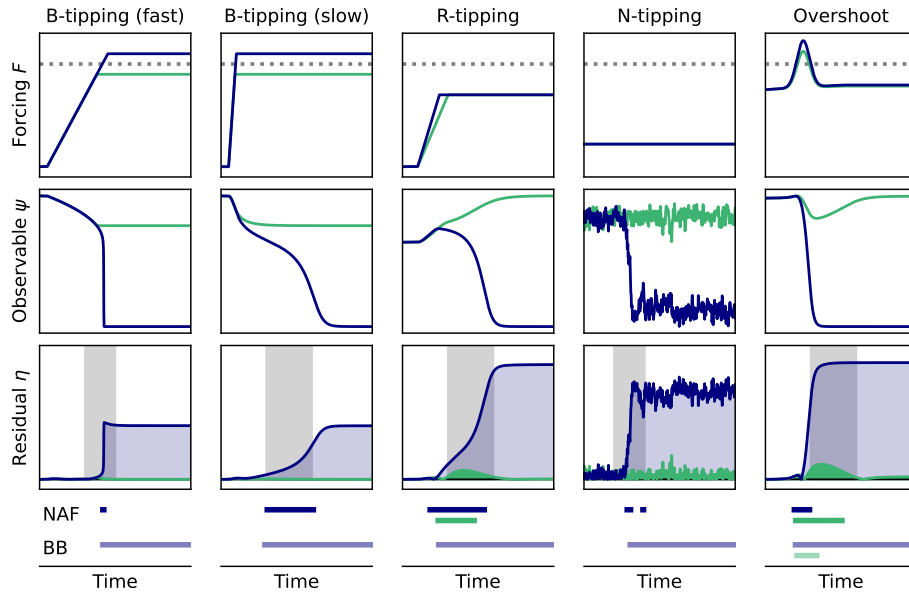 B-tipping (fast)
B-tipping (slow)
R-tipping
N-tipping
Overshoot
Forcing F
Observable ψ
Residual η
NAF
BB
Time
Time
Time
Time
Time